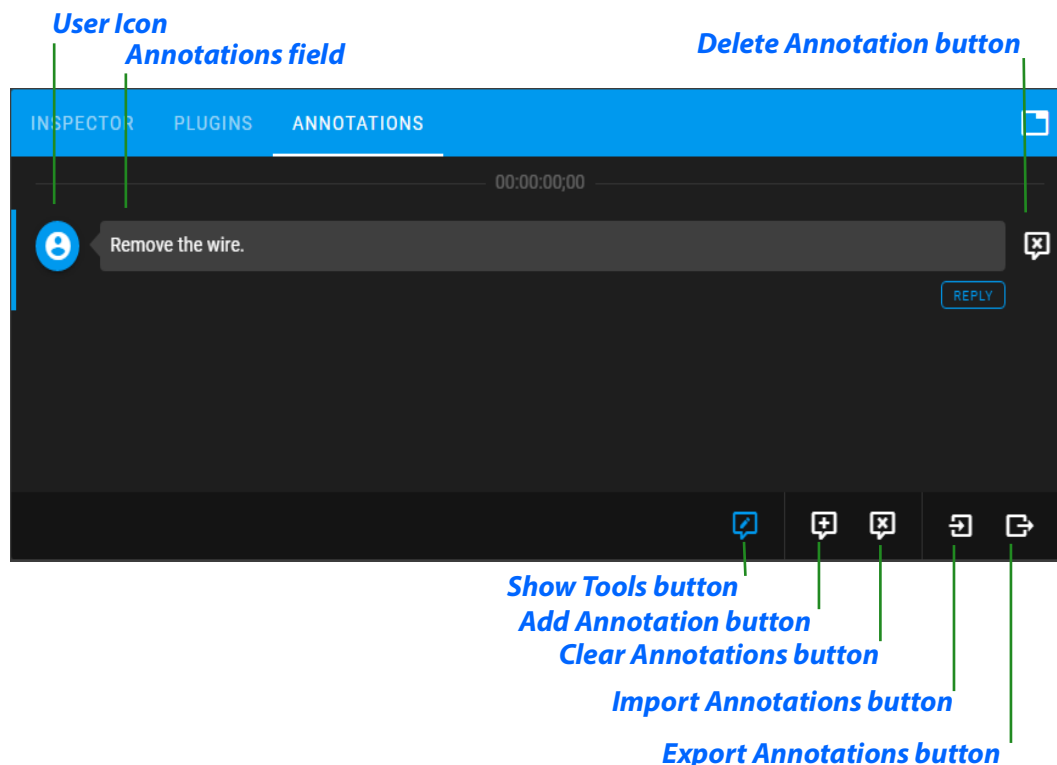 User Icon
Annotations field
Delete Annotation button
INSPECTOR PLUGINS ANNOTATIONS
00:00:00;00
Remove the wire.
REPLY
Show Tools button
Add Annotation button
Clear Annotations button
Import Annotations button
Export Annotations button